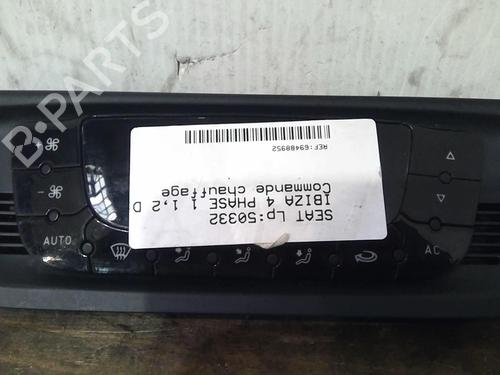 B-PARTS
SEAT Lp:50332
IBIZA 4 PHASE 1 1,2 D
Commande chauffage
REF:69488952
+
-
AUTO
AC